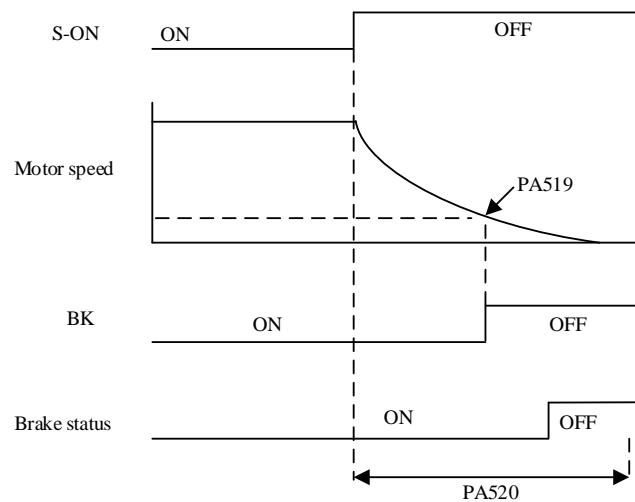 S-ON
ON
OFF
Motor speed
PA519
BK
ON
OFF
Brake status
ON
OFF
PA520